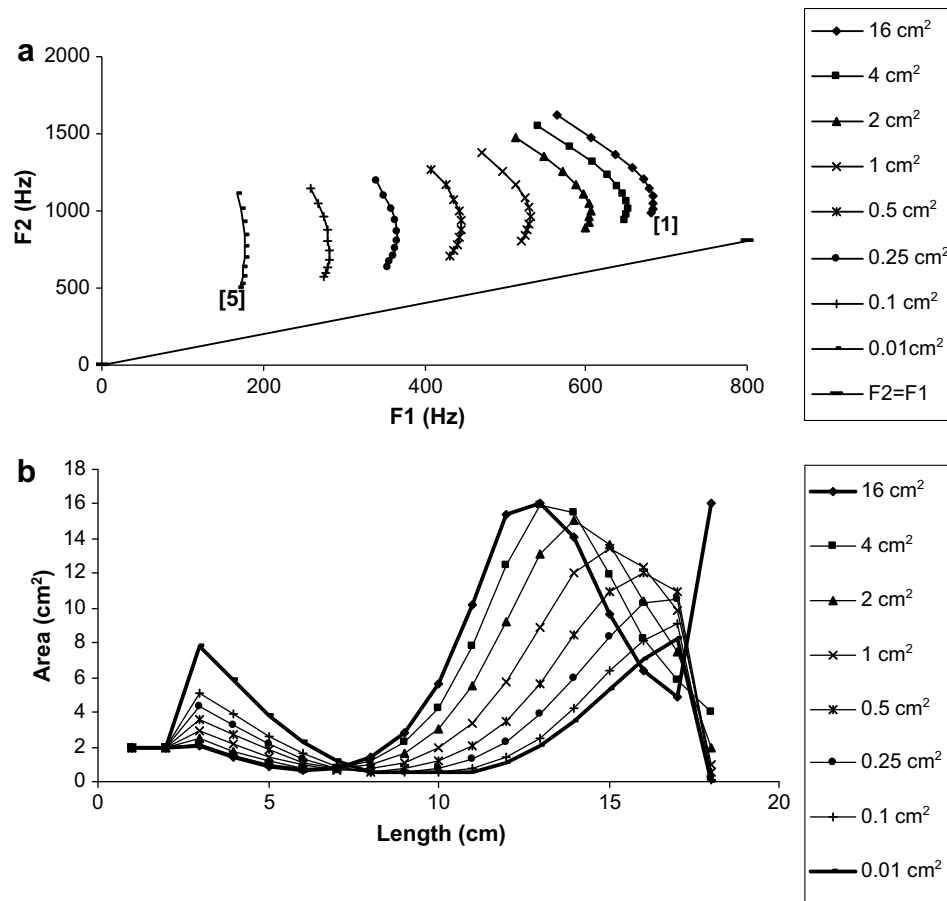 a
2000
1500
1000
500
0
F2 (Hz)
[5]
[1]
0
200
400
600
800
F1 (Hz)
16 cm²
4 cm²
2 cm²
1 cm²
0.5 cm²
0.25 cm²
0.1 cm²
0.01cm²
F2=F1
b
18
16
14
12
10
8
6
4
2
0
Area (cm²)
0
5
10
15
20
Length (cm)
16 cm²
4 cm²
2 cm²
1 cm²
0.5 cm²
0.25 cm²
0.1 cm²
0.01 cm²